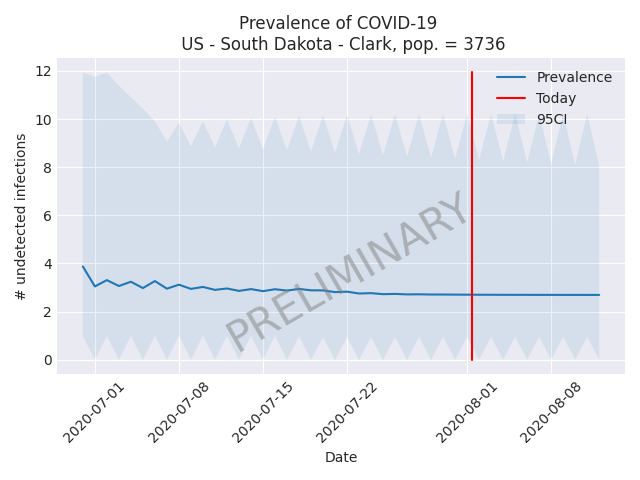 Prevalence of COVID-19
US - South Dakota - Clark, pop. = 3736
12
10
8
6
4
2
0
# undetected infections
Prevalence
Today
95CI
PRELIMINARY
2020-07-01
2020-07-08
2020-07-15
2020-07-22
2020-08-01
2020-08-08
Date